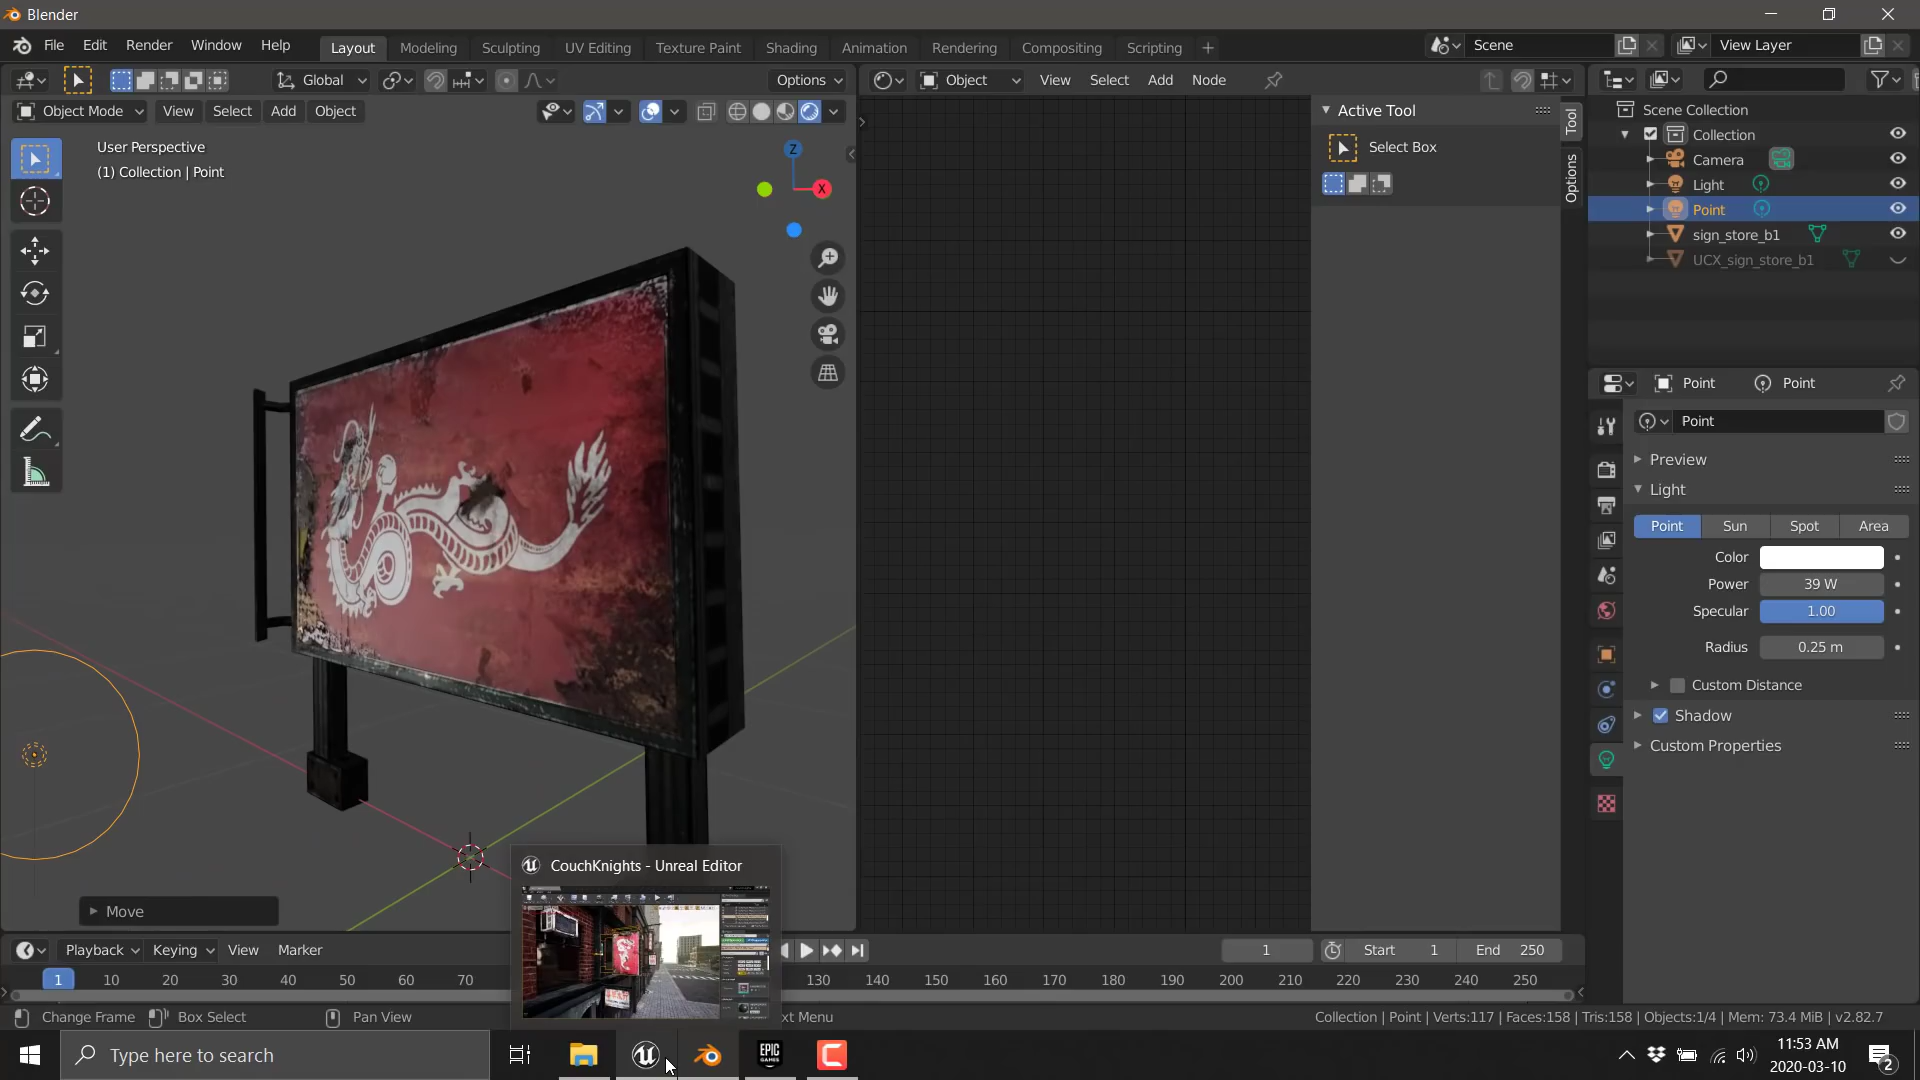 Blender
File Edit Render Window Help
Layout Modeling Sculpting UV Editing Texture Paint Shading Animation Rendering Compositing Scripting +
Scene
View Layer
Global
Options
Object
View Select Add Node
Object Mode
View Select Add Object
User Perspective
(1) Collection | Point
Z
X
Active Tool
Select Box
Tool
Options
Scene Collection
Collection
Camera
Light
Point
sign_store_b1
UCX_sign_store_b1
Point
Point
Point
Preview
Light
Point Sun Spot Area
Color
Power 39 W
Specular 1.00
Radius 0.25 m
Custom Distance
Shadow
Custom Properties
Move
CouchKnights - Unreal Editor
Playback Keying View Marker
1
Start 1
End 250
1 10 20 30 40 50 60 70 130 140 150 160 170 180 190 200 210 220 230 240 250
Change Frame
Box Select
Pan View
xt Menu
Collection | Point | Verts:117 | Faces:158 | Tris:158 | Objects:1/4 | Mem: 73.4 MiB | v2.82.7
Type here to search
EPIC
GAMES
11:53 AM
2020-03-10
2